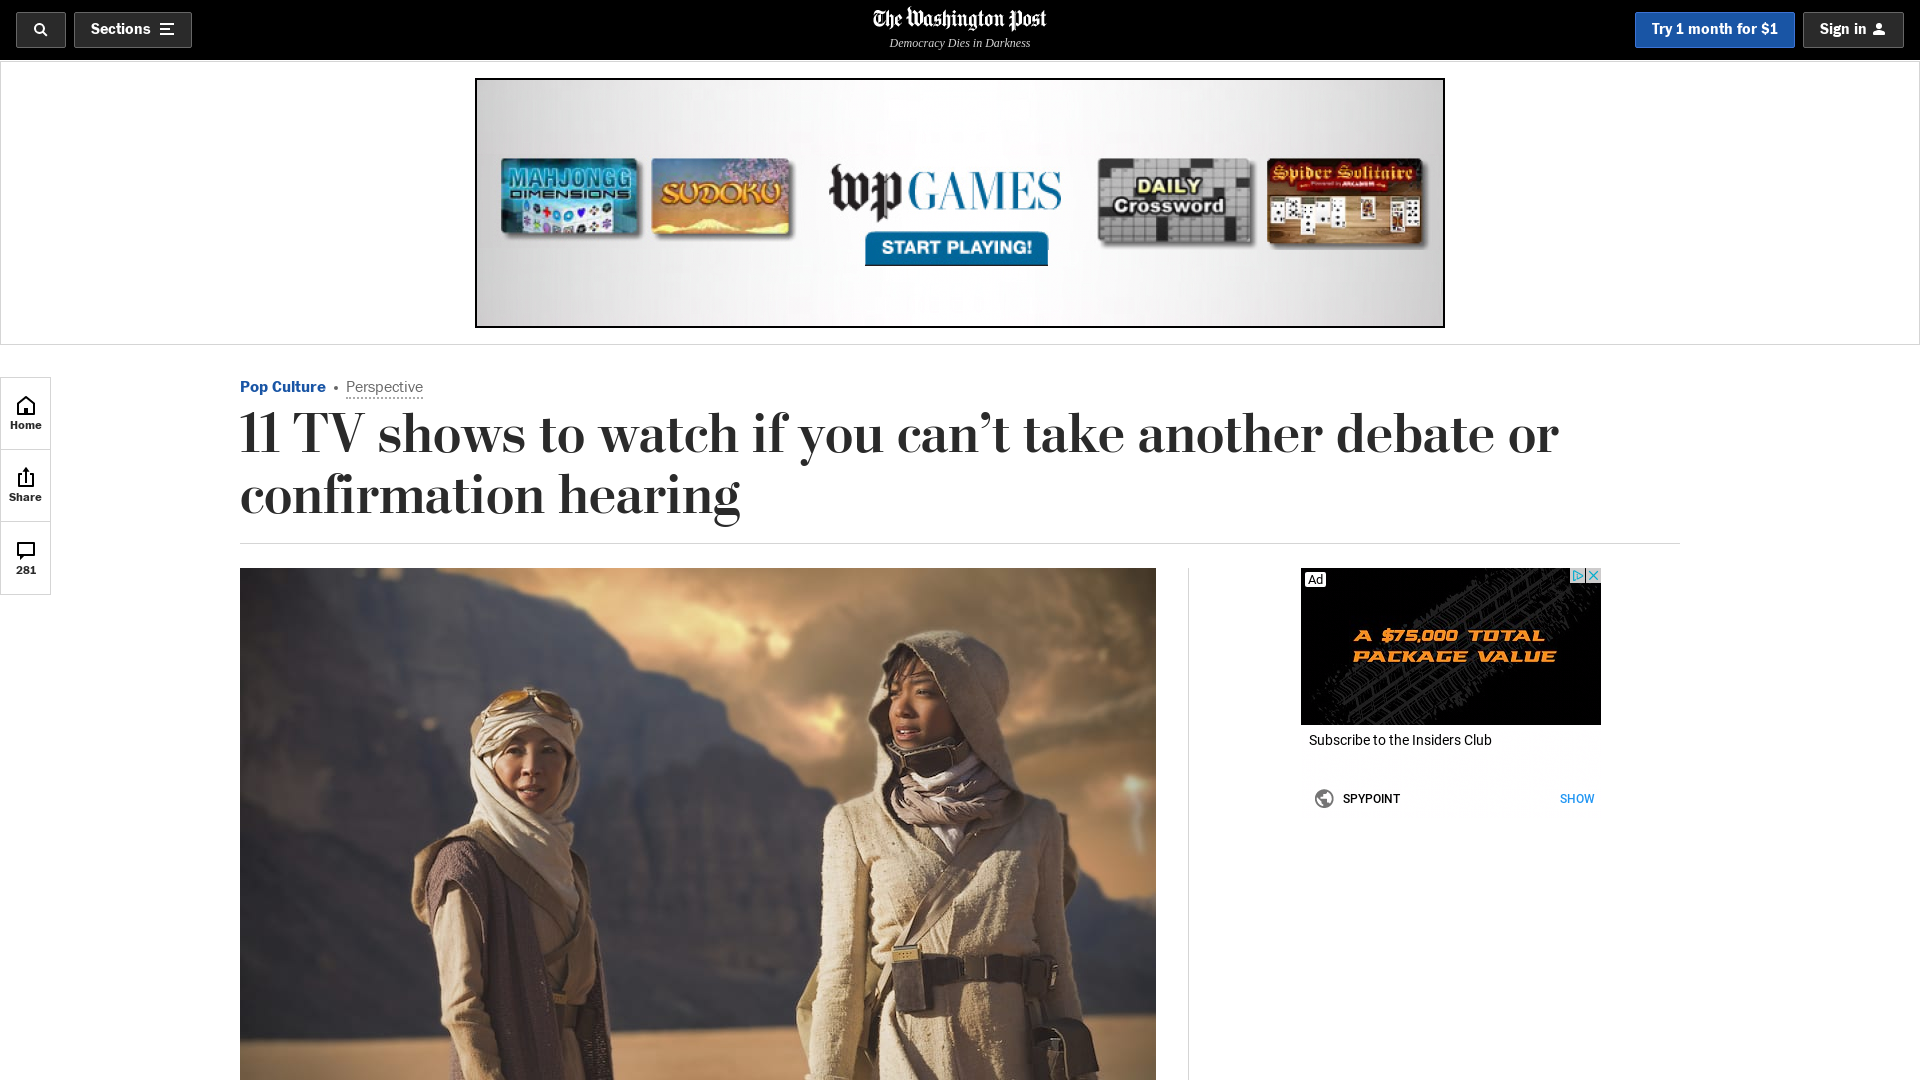 Sections
The Washington Post
Democracy Dies in Darkness
Try 1 month for $1
Sign in
MAHJONGG
DIMENSIONS
SUDOKU
wp GAMES
START PLAYING!
DAILY
Crossword
Spider Solitaire
Home
Share
281
Pop Culture • Perspective
11 TV shows to watch if you can’t take another debate or
confirmation hearing
Ad
A $75,000 TOTAL
PACKAGE VALUE
Subscribe to the Insiders Club
SPYPOINT
SHOW